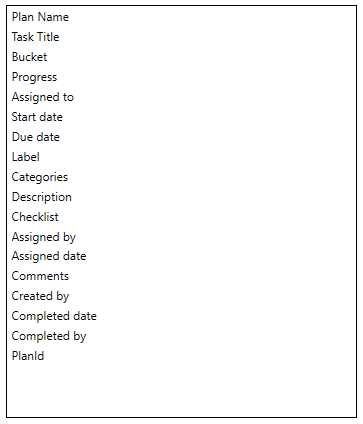 Plan Name
Task Title
Bucket
Progress
Assigned to
Start date
Due date
Label
Categories
Description
Checklist
Assigned by
Assigned date
Comments
Created by
Completed date
Completed by
PlanId